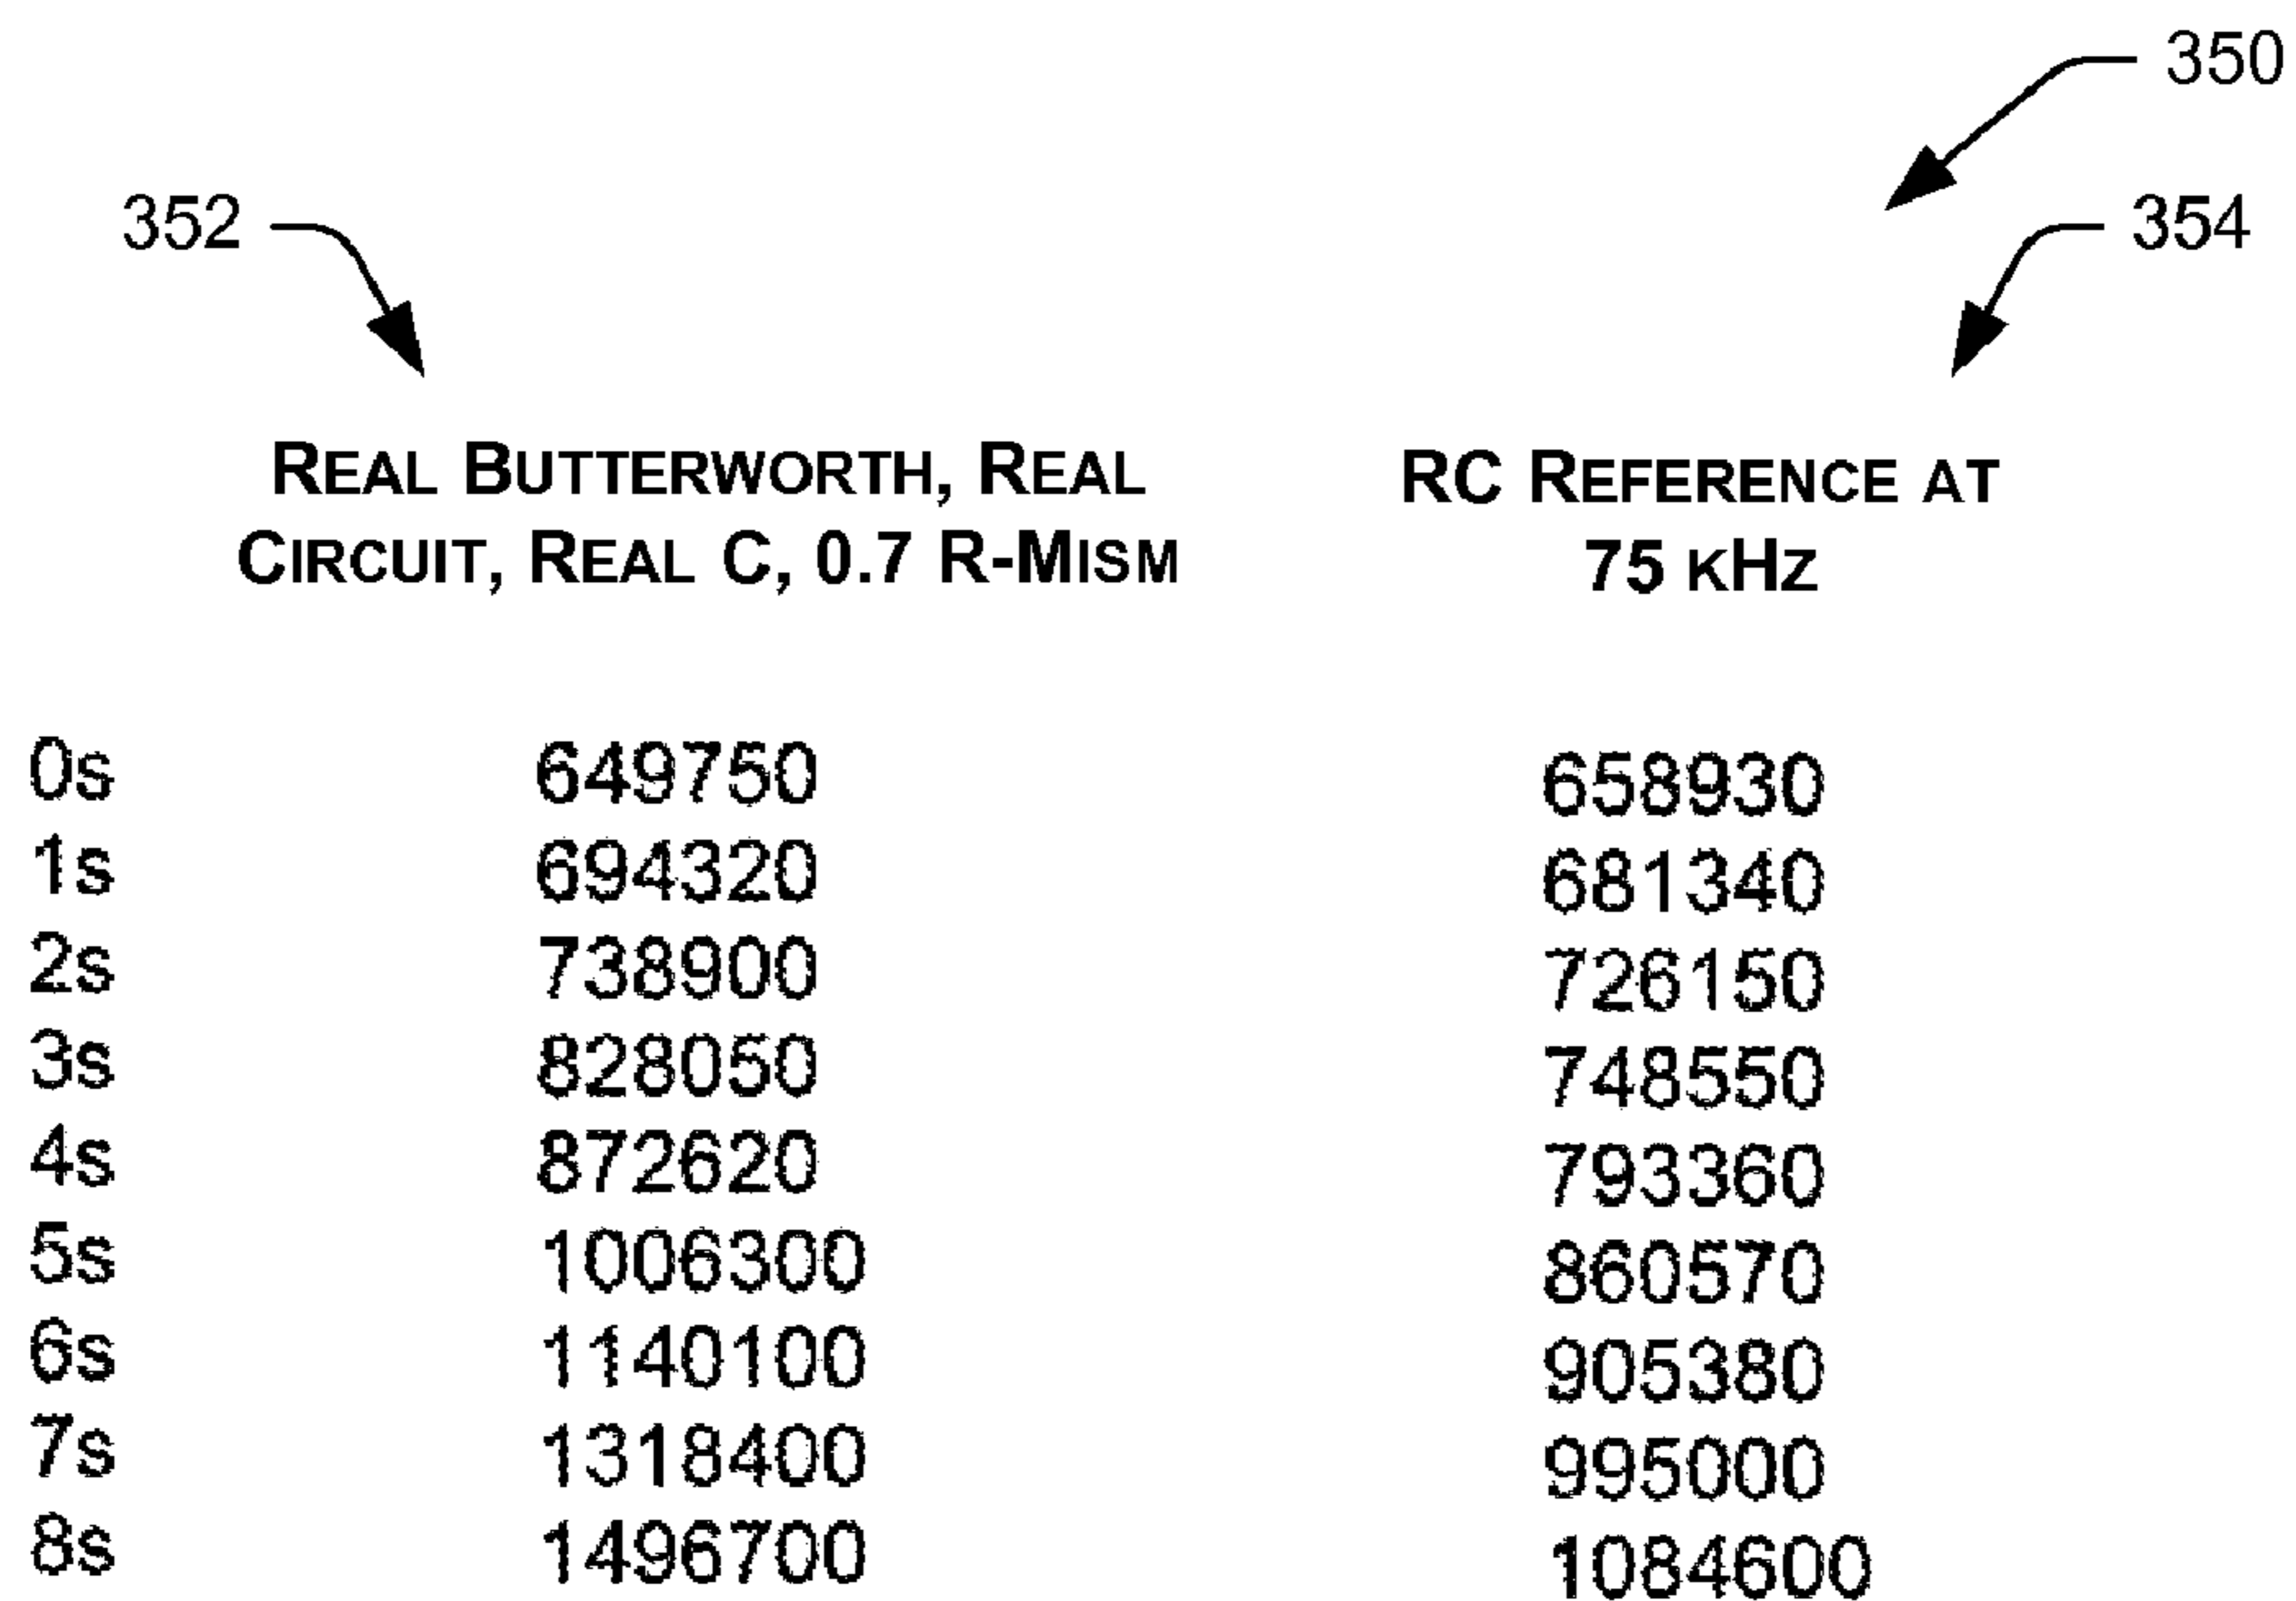 350
352
354
REAL BUTTERWORTH, REAL
CIRCUIT, REAL C, 0.7 R-MISM
RC REFERENCE AT
75 KHZ
0s 649750 658930
1s 694320 681340
2s 738900 726150
3s 828050 748550
4s 872620 793360
5s 1006300 860570
6s 1140100 905380
7s 1318400 995000
8s 1496700 1084600